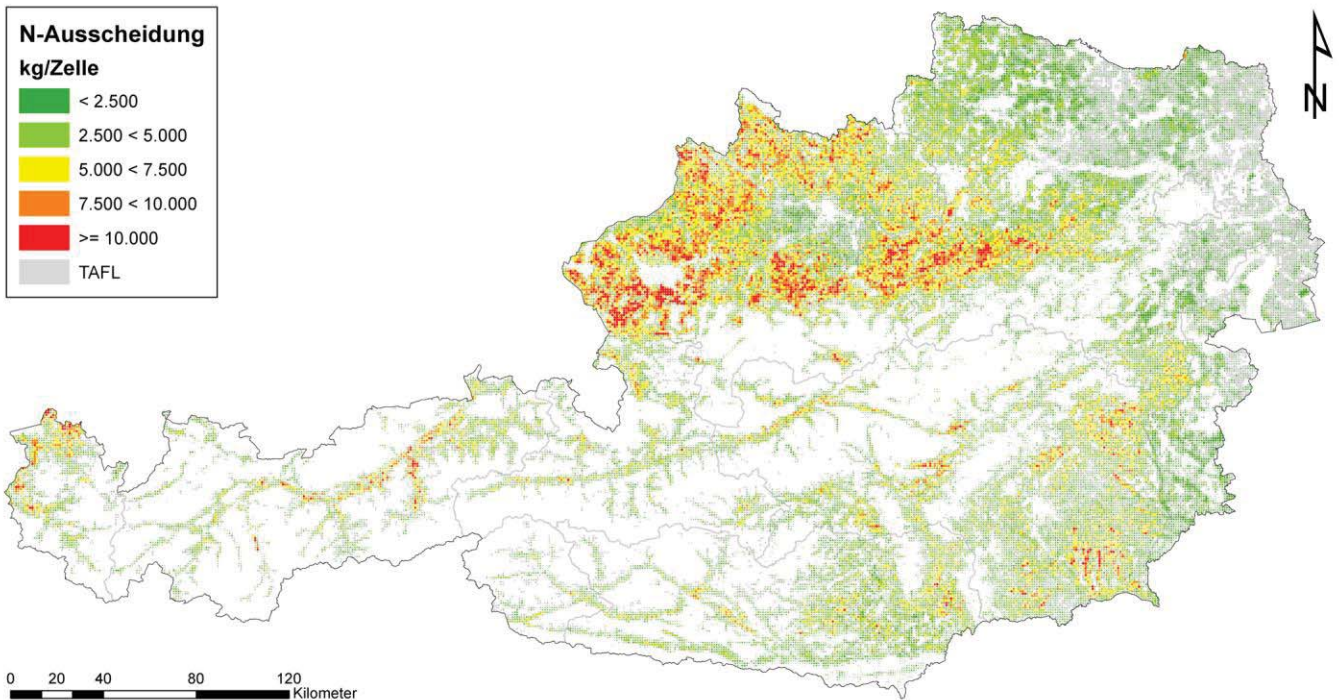 N-Ausscheidung
kg/Zelle
< 2.500
2.500 < 5.000
5.000 < 7.500
7.500 < 10.000
>= 10.000
TAFL
N
0 20 40 80 120
Kilometer